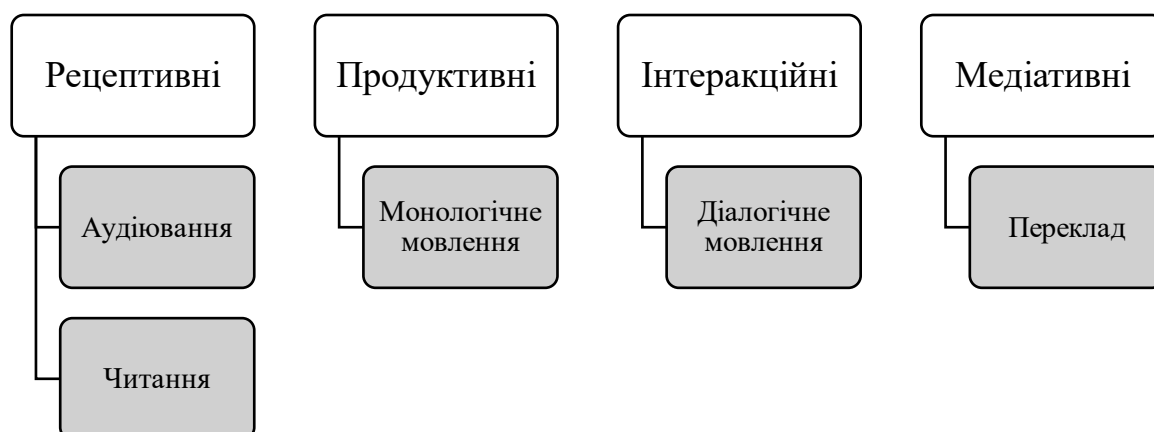 Рецептивні
Аудіювання
Читання
Продуктивні
Монологічне
мовлення
Інтеракційні
Діалогічне
мовлення
Медіативні
Переклад